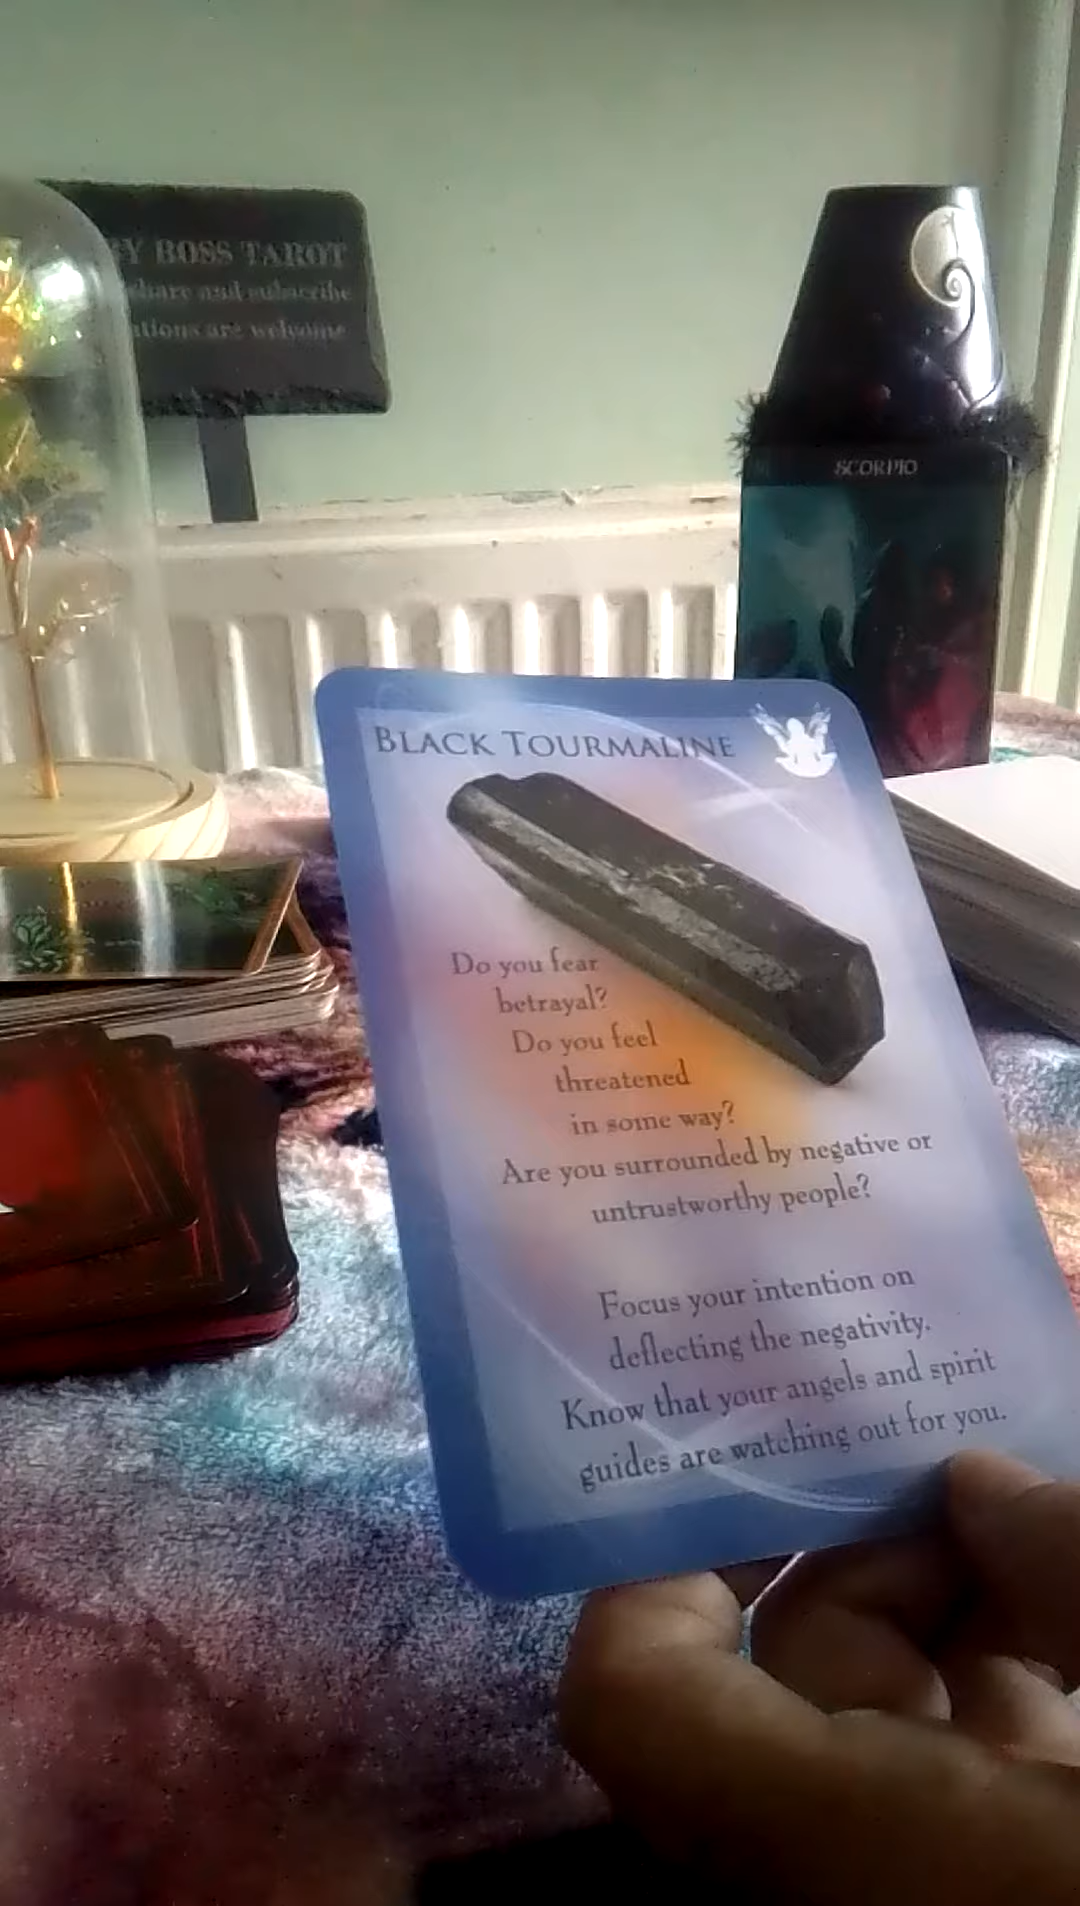 BOSS TAROT
share and subscribe
are welcome
SCORPIO
BLACK TOURMALINE
Do you fear
betrayal?
Do you feel
threatened
in some way?
Are you surrounded by negative or
untrustworthy people?
Focus your intention on
deflecting the negativity.
Know that your angels and spirit
guides are watching out for you.